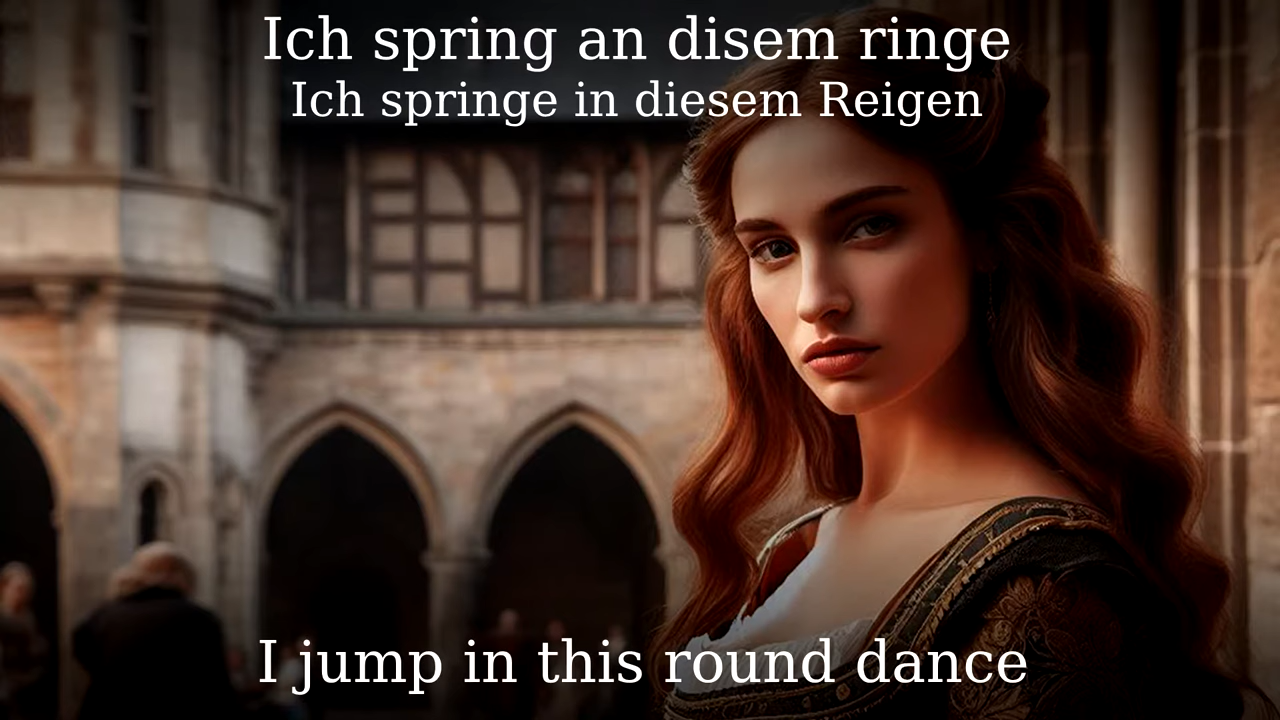 Ich spring an disem ringe
Ich springe in diesem Reigen
I jump in this round dance